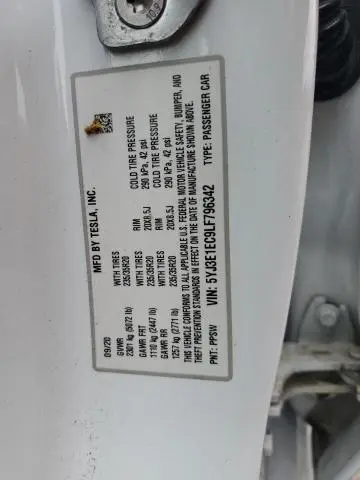 MFD BY TESLA, INC.
09/20
GVWR
2301 kg (5072 lb)
GAWR FRT WITH TIRES RIM COLD TIRE PRESSURE
1110 kg (2447 lb) 235/35R20 20X8.5J 290 kPa, 42 psi
GAWR RR WITH TIRES RIM COLD TIRE PRESSURE
1257 kg (2771 lb) 235/35R20 20X8.5J 290 kPa, 42 psi
THIS VEHICLE CONFORMS TO ALL APPLICABLE U.S. FEDERAL MOTOR VEHICLE SAFETY, BUMPER, AND
THEFT PREVENTION STANDARDS IN EFFECT ON THE DATE OF MANUFACTURE SHOWN ABOVE.
VIN: 5YJ3E1EC9LF796342
PNT: PPSW TYPE: PASSENGER CAR
10.9